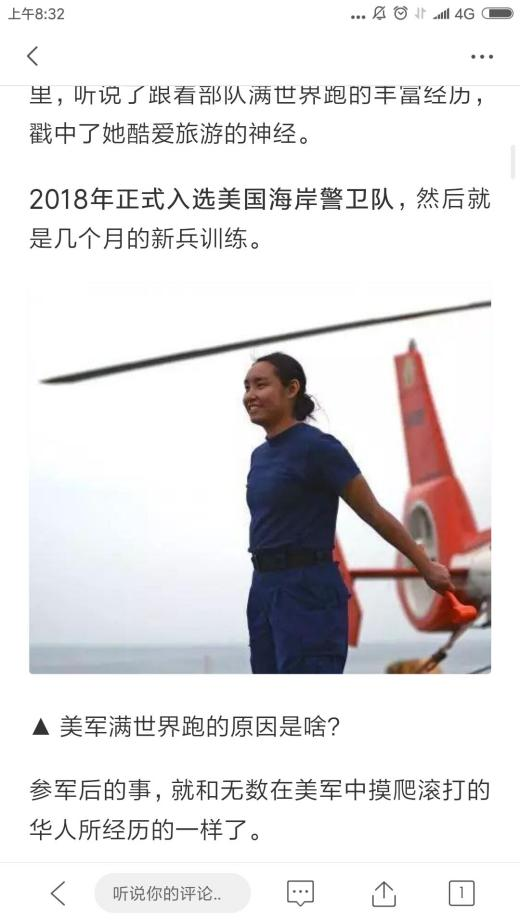 上午8:32
4G
里，听说了跟着部队满世界跑的丰富经历，
戳中了她酷爱旅游的神经。
2018年正式入选美国海岸警卫队，然后就
是几个月的新兵训练。
▲ 美军满世界跑的原因是啥？
参军后的事，就和无数在美军中摸爬滚打的
华人所经历的一样了。
听说你的评论..
1